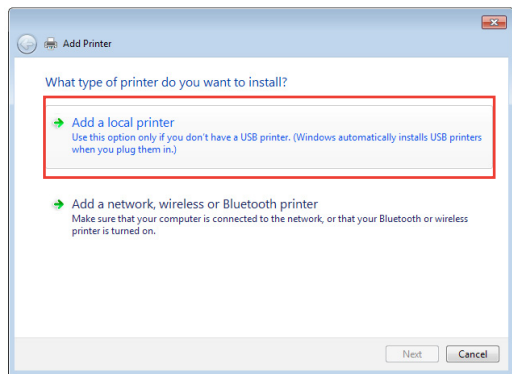 Add Printer
What type of printer do you want to install?
Add a local printer
Use this option only if you don't have a USB printer. (Windows automatically installs USB printers
when you plug them in.)
Add a network, wireless or Bluetooth printer
Make sure that your computer is connected to the network, or that your Bluetooth or wireless
printer is turned on.
Next Cancel